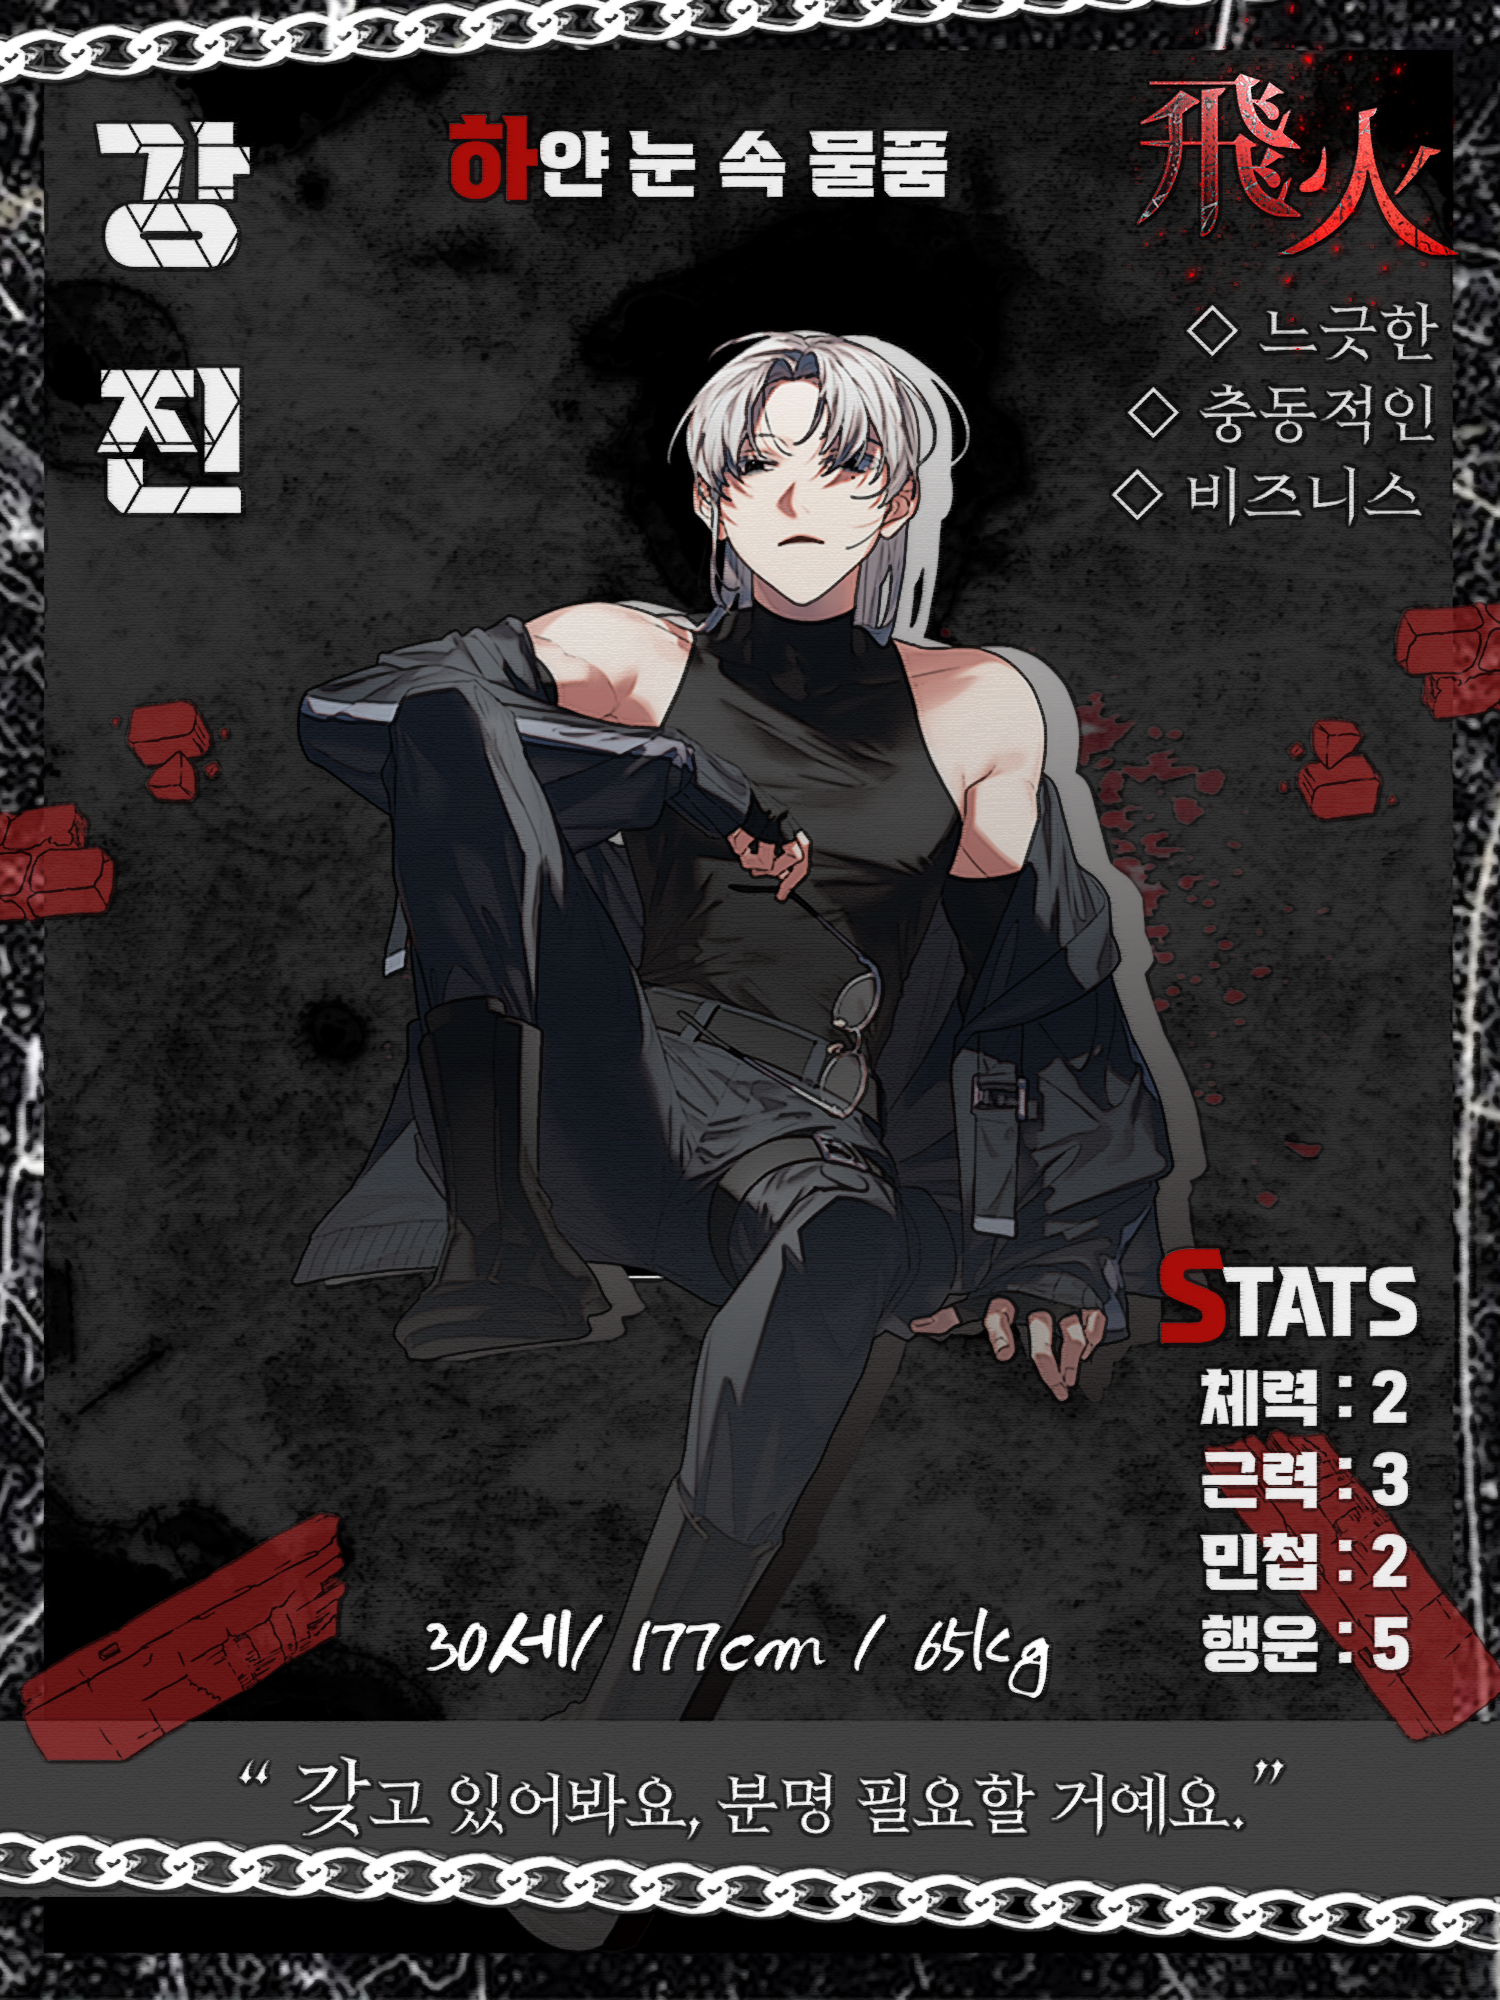 강진
하얀 눈 속 물품
飛火
◇ 느긋한
◇ 충동적인
◇ 비즈니스
STATS
체력 : 2
근력 : 3
민첩 : 2
행운 : 5
30세/ 177cm / 65kg
“ 갖고 있어봐요, 분명 필요할 거예요.”